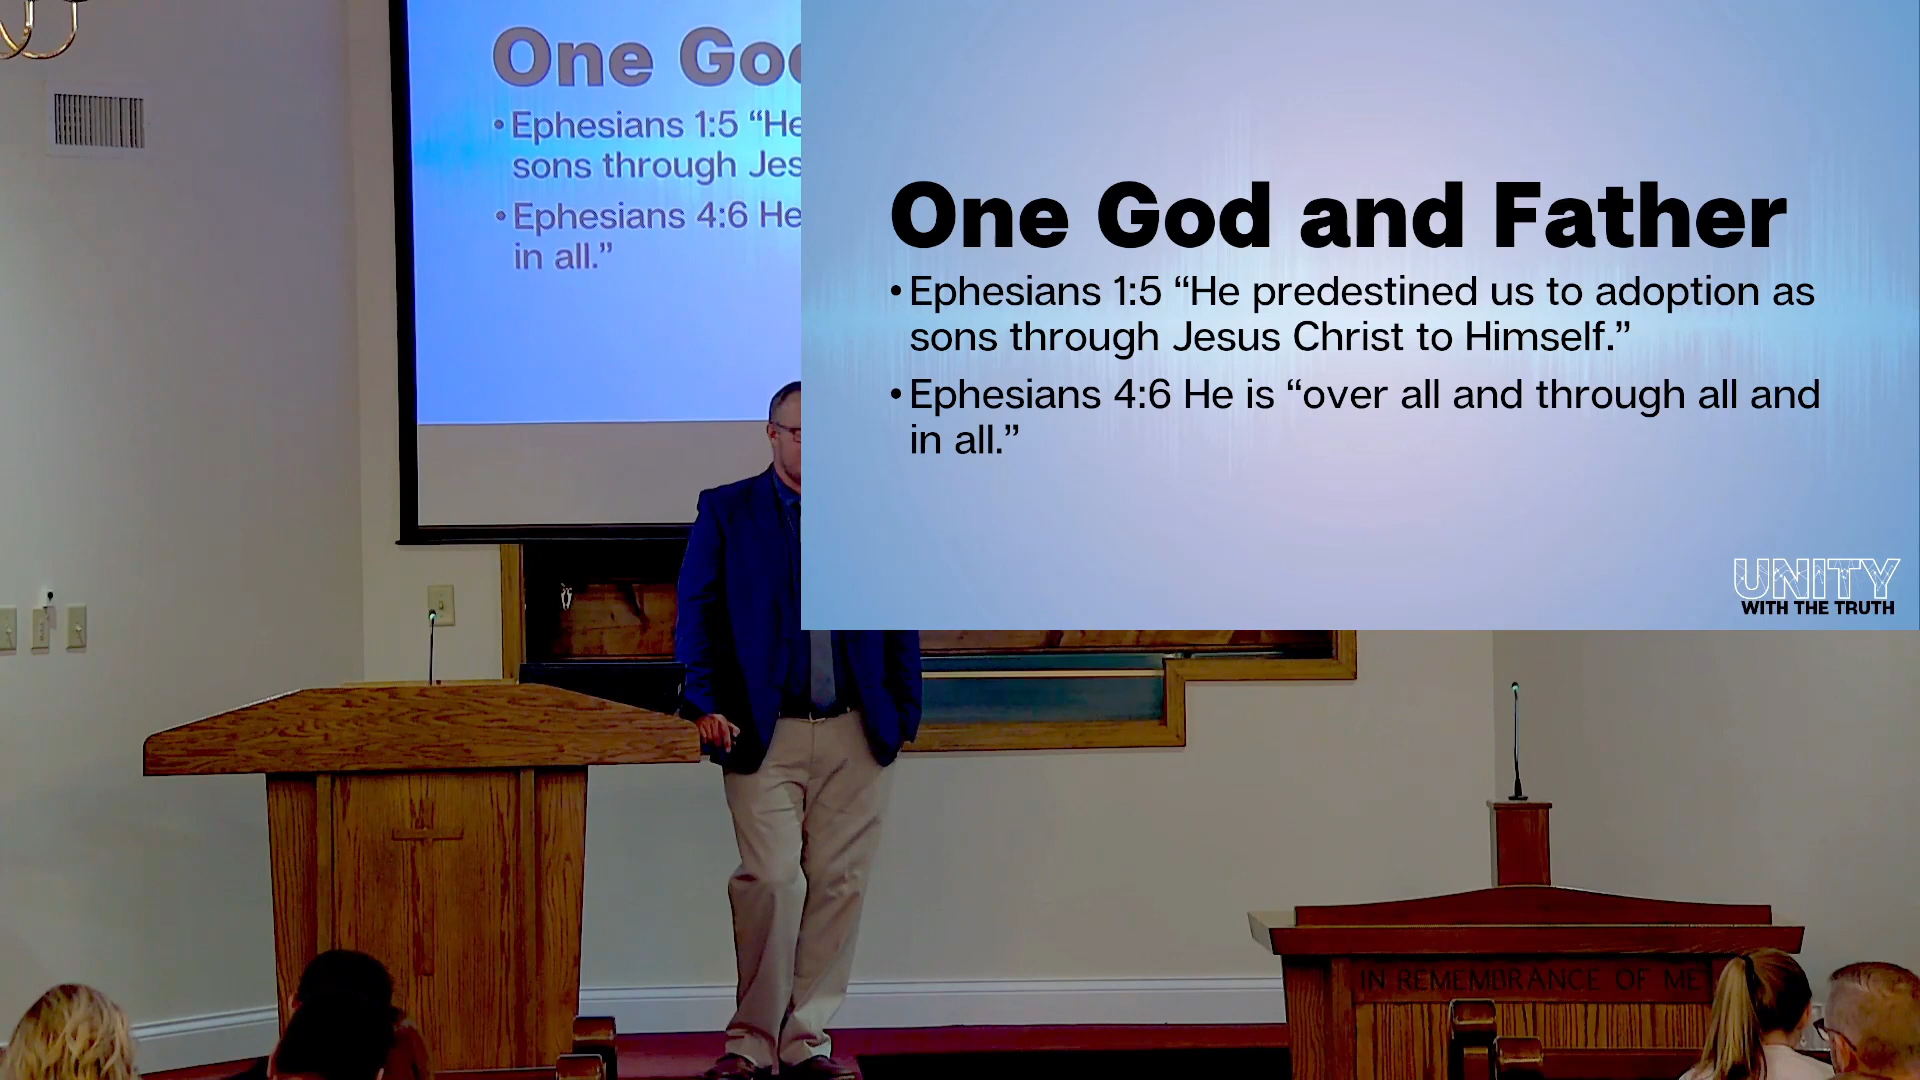 One Go
•Ephesians 1:5 “He
sons through Jes
•Ephesians 4:6 He
in all.”
One God and Father
•Ephesians 1:5 “He predestined us to adoption as
sons through Jesus Christ to Himself.”
•Ephesians 4:6 He is “over all and through all and
in all.”
UNITY
WITH THE TRUTH
IN REMEMBRANCE OF ME